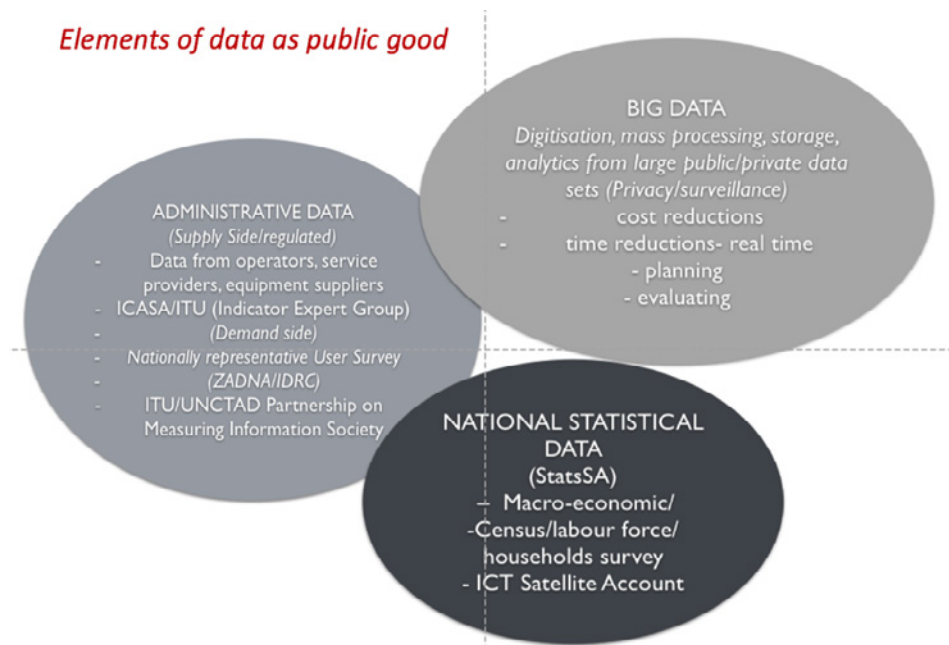 Elements of data as public good
BIG DATA
Digitisation, mass processing, storage,
analytics from large public/private data
sets (Privacy/surveillance)
- cost reductions
- time reductions- real time
- planning
- evaluating
ADMINISTRATIVE DATA
(Supply Side/regulated)
- Data from operators, service
providers, equipment suppliers
- ICASA/ITU (Indicator Expert Group)
- (Demand side)
- Nationally representative User Survey
- (ZADNA/IDRC)
- ITU/UNCTAD Partnership on
Measuring Information Society
NATIONAL STATISTICAL
DATA
(StatsSA)
– Macro-economic/
-Census/labour force/
households survey
- ICT Satellite Account